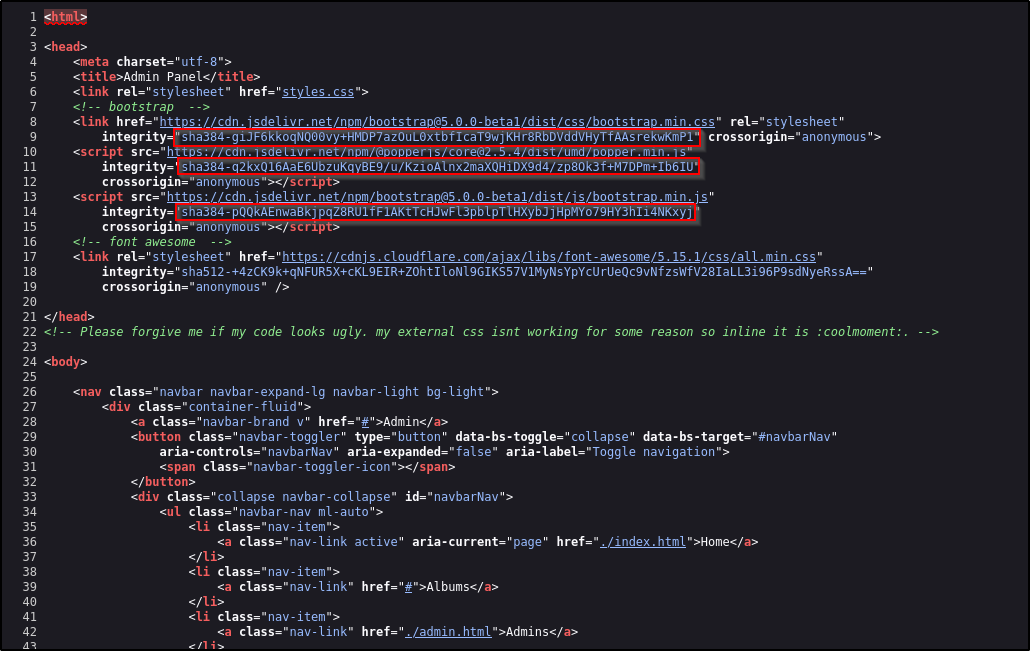 1 <html>
2
3 <head>
4 <meta charset="utf-8">
5 <title>Admin Panel</title>
6 <link rel="stylesheet" href="styles.css">
7 <!-- bootstrap -->
8 <link href="https://cdn.jsdelivr.net/npm/bootstrap@5.0.0-beta1/dist/css/bootstrap.min.css" rel="stylesheet"
9 integrity="sha384-giJF6kkoqNQ00vy+HMDP7azOuL0xtbfIcaT9wjKHr8RbDVddVHyTfAAsrekwKmP1" crossorigin="anonymous">
10 <script src="https://cdn.jsdelivr.net/npm/@popperjs/core@2.5.4/dist/umd/popper.min.js"
11 integrity="sha384-q2kxQ16AaE6UbzuKqyBE9/u/KzioAlnx2maXQHiDX9d4/zp8Ok3f+M7DPm+Ib6IU"
12 crossorigin="anonymous"></script>
13 <script src="https://cdn.jsdelivr.net/npm/bootstrap@5.0.0-beta1/dist/js/bootstrap.min.js"
14 integrity="sha384-pQQkAEnwaBkjpqZ8RU1fF1AKtTcHJwFl3pblpTlHXybJjHpMYo79HY3hIi4NKxyj"
15 crossorigin="anonymous"></script>
16 <!-- font awesome -->
17 <link rel="stylesheet" href="https://cdnjs.cloudflare.com/ajax/libs/font-awesome/5.15.1/css/all.min.css"
18 integrity="sha512-+4zCK9k+qNFUR5X+cKL9EIR+ZOhtIloNl9GIKS57V1MyNsYpYcUrUeQc9vNfzsWfV28IaLL3i96P9sdNyeRssA=="
19 crossorigin="anonymous" />
20
21 </head>
22 <!-- Please forgive me if my code looks ugly. my external css isnt working for some reason so inline it is :coolmoment:. -->
23
24 <body>
25
26 <nav class="navbar navbar-expand-lg navbar-light bg-light">
27 <div class="container-fluid">
28 <a class="navbar-brand v" href="#">Admin</a>
29 <button class="navbar-toggler" type="button" data-bs-toggle="collapse" data-bs-target="#navbarNav"
30 aria-controls="navbarNav" aria-expanded="false" aria-label="Toggle navigation">
31 <span class="navbar-toggler-icon"></span>
32 </button>
33 <div class="collapse navbar-collapse" id="navbarNav">
34 <ul class="navbar-nav ml-auto">
35 <li class="nav-item">
36 <a class="nav-link active" aria-current="page" href="./index.html">Home</a>
37 </li>
38 <li class="nav-item">
39 <a class="nav-link" href="#">Albums</a>
40 </li>
41 <li class="nav-item">
42 <a class="nav-link" href="./admin.html">Admins</a>
43 </li>